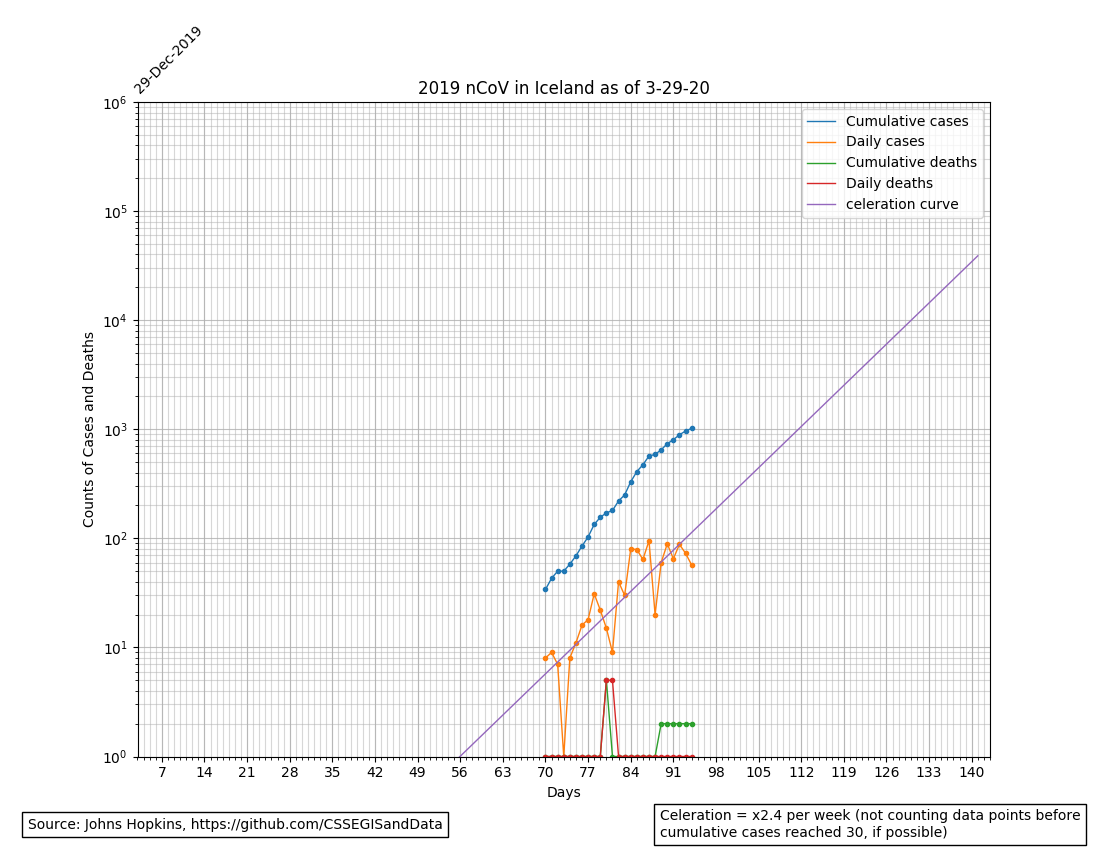 29-Dec-2019
2019 nCoV in Iceland as of 3-29-20
10^6
10^5
10^4
10^3
10^2
10^1
10^0
Counts of Cases and Deaths
Cumulative cases
Daily cases
Cumulative deaths
Daily deaths
celeration curve
7 14 21 28 35 42 49 56 63 70 77 84 91 98 105 112 119 126 133 140
Days
Source: Johns Hopkins, https://github.com/CSSEGISandData
Celeration = x2.4 per week (not counting data points before
cumulative cases reached 30, if possible)